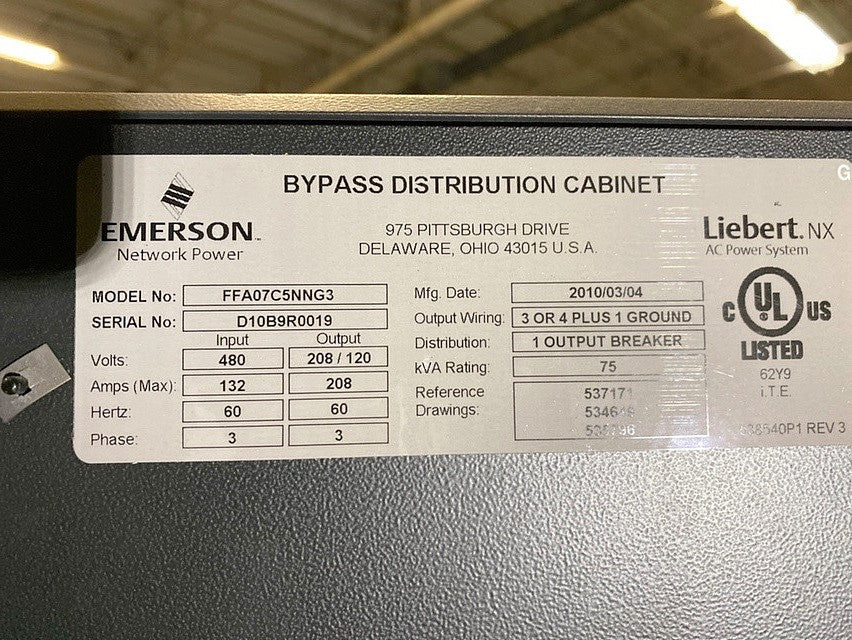 BYPASS DISTRIBUTION CABINET
EMERSON
Network Power
975 PITTSBURGH DRIVE
DELAWARE, OHIO 43015 U.S.A.
Liebert. NX
AC Power System
G
MODEL No: FFA07C5NNG3
SERIAL No: D10B9R0019
Input Output
Volts: 480 208 / 120
Amps (Max): 132 208
Hertz: 60 60
Phase: 3 3
Mfg. Date: 2010/03/04
Output Wiring: 3 OR 4 PLUS 1 GROUND
Distribution: 1 OUTPUT BREAKER
kVA Rating: 75
Reference
Drawings:
537171
C UL ® US
LISTED
62Y9
I.T.E.
REV 3